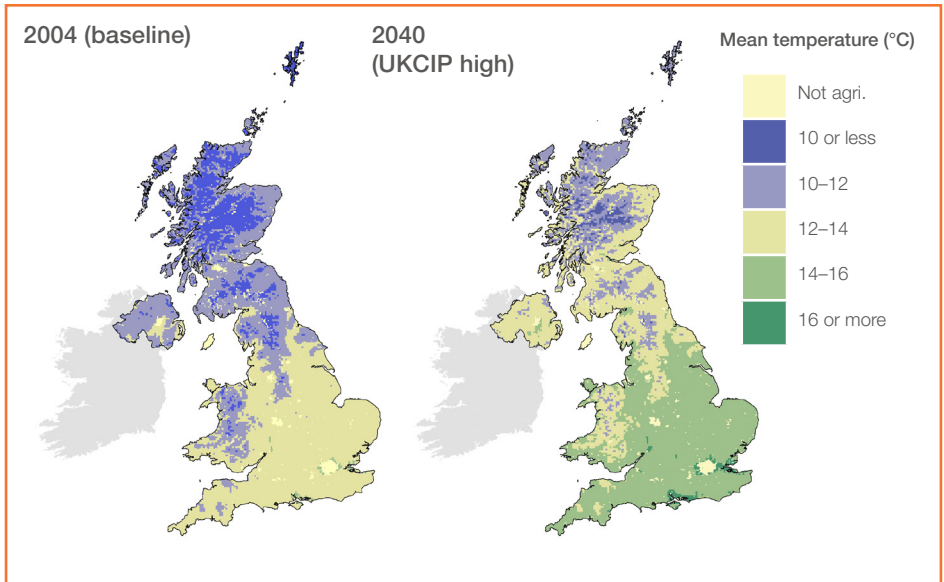 2004 (baseline)
2040
(UKCIP high)
Mean temperature (°C)
Not agri.
10 or less
10–12
12–14
14–16
16 or more